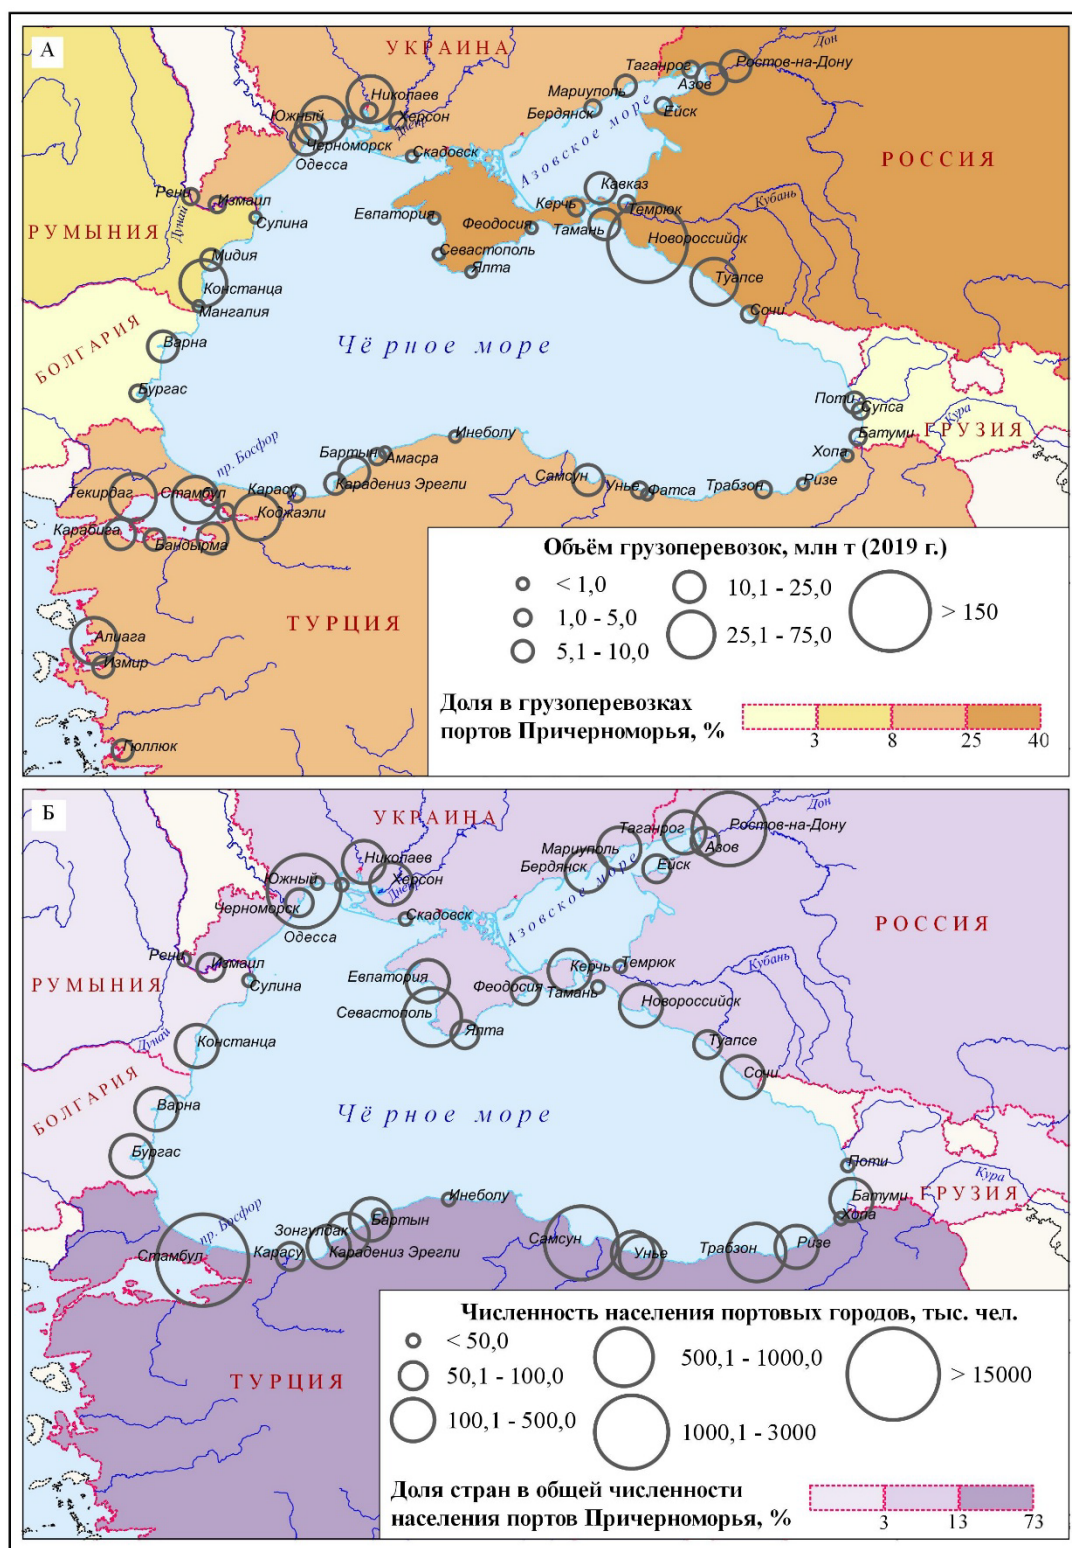 А
УКРАИНА
Дон
Таганрог
Ростов-на-Дону
Николаев
Мариуполь
Азов
Южный
Херсон
Бердянск
Ейск
Днепр
Черноморск
Одесса
Скадовск
Азовское море
РОССИЯ
Рени
Измаил
Кавказ
Керчь
Темрюк
Кубань
Дунай
Сулина
Евпатория
Феодосия
Тамань
РУМЫНИЯ
Новороссийск
Мидия
Севастополь
Констанца
Ялта
Туапсе
Мангалия
Сочи
БОЛГАРИЯ
Варна
Чёрное море
Бургас
Поти
Супса
Кура
ГРУЗИЯ
Батуми
Инеболу
Хопа
пр. Босфор
Бартын
Амасра
Текирдаг
Стамбул
Карасу
Карадениз Эрегли
Самсун
Унье
Фатса
Трабзон
Ризе
Коджаэли
Карабига
Бандырма
Объём грузоперевозок, млн т (2019 г.)
< 1,0
10,1 - 25,0
1,0 - 5,0
> 150
5,1 - 10,0
25,1 - 75,0
ТУРЦИЯ
Алиага
Измир
Доля в грузоперевозках
портов Причерноморья, %
3 8 25 40
Гюллюк
Б
УКРАИНА
Дон
Таганрог
Ростов-на-Дону
Николаев
Мариуполь
Азов
Бердянск
Ейск
Южный
Херсон
Днепр
Черноморск
Скадовск
Одесса
Азовское море
РОССИЯ
Рени
Измаил
Керчь
Темрюк
Кубань
РУМЫНИЯ
Сулина
Евпатория
Феодосия
Тамань
Севастополь
Новороссийск
Дунай
Констанца
Ялта
Туапсе
Сочи
БОЛГАРИЯ
Варна
Чёрное море
Бургас
Поти
Кура
ГРУЗИЯ
Батуми
Инеболу
Хопа
пр. Босфор
Зонгулдак
Бартын
Стамбул
Карасу
Карадениз Эрегли
Самсун
Унье
Трабзон
Ризе
Численность населения портовых городов, тыс. чел.
< 50,0
500,1 - 1000,0
50,1 - 100,0
> 15000
100,1 - 500,0
1000,1 - 3000
ТУРЦИЯ
Доля стран в общей численности
населения портов Причерноморья, %
3 13 73